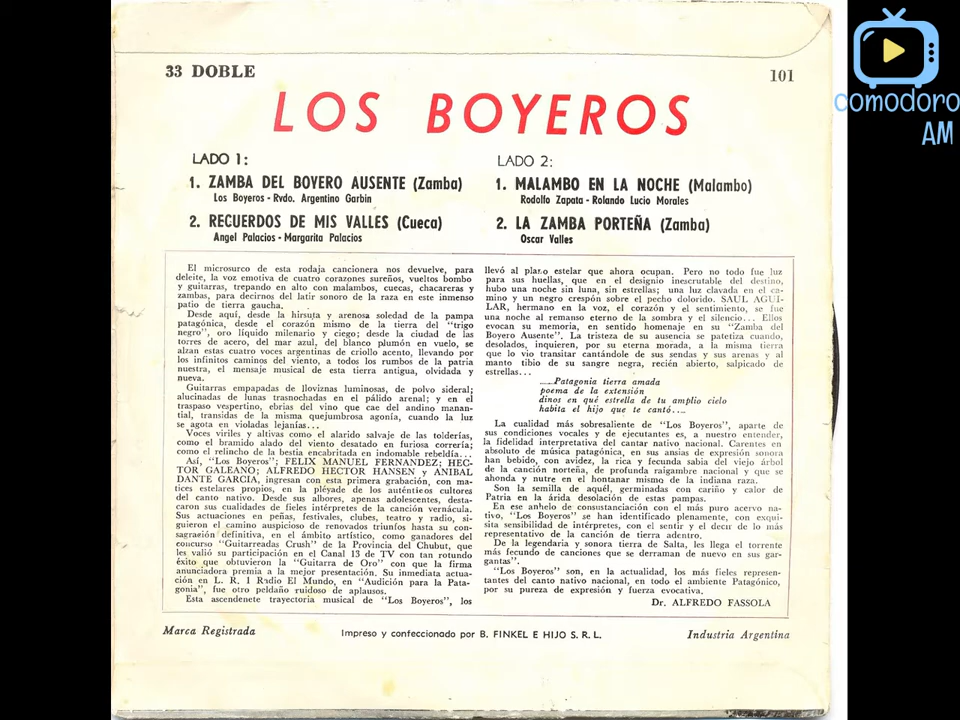 33 DOBLE
101
LOS BOYEROS
LADO 1:
1. ZAMBA DEL BOYERO AUSENTE (Zamba)
Los Boyeros - Rvdo. Argentino Garbin
2. RECUERDOS DE MIS VALLES (Cueca)
Angel Palacios - Margarita Palacios
LADO 2:
1. MALAMBO EN LA NOCHE (Malambo)
Rodolfo Zapata - Rolando Lucio Morales
2. LA ZAMBA PORTEÑA (Zamba)
Oscar Valles
El microsurco de esta rodaja cancionera nos devuelve, para
deleite, la voz emotiva de cuatro corazones sureños, vueltos bombo
y guitarras, trepando en alto con malambos, cuecas, chacareras y
zambas, para decirnos del latir sonoro de la raza en este inmenso
patio de tierra gaucha.
Desde aquí, desde la hirsuta y arenosa soledad de la pampa
patagónica, desde el corazón mismo de la tierra del "trigo
negro", oro líquido milenario y ciego; desde la ciudad de las
torres de acero, del mar azul, del blanco plumón en vuelo, se
alzan estas cuatro voces argentinas de criollo acento, llevando por
los infinitos caminos del viento, a todos los rumbos de la patria
nuestra, el mensaje musical de esta tierra antigua, olvidada y
nueva.
Guitarras empapadas de lloviznas luminosas, de polvo sideral;
alucinadas de lunas trasnochadas en el pálido arenal; y en el
traspaso vespertino, ebrias del vino que cae del andino manan-
tial, transidas de la misma quejumbrosa agonía, cuando la luz
se agota en violadas lejanías...
Voces viriles y altivas como el alarido salvaje de las tolderías,
como el bramido alado del viento desatado en furiosa correría;
como el relincho de la bestia encabritada en indomable rebeldía...
Así, "Los Boyeros"; FELIX MANUEL FERNANDEZ; HEC-
TOR GALEANO; ALFREDO HECTOR HANSEN y ANIBAL
DANTE GARCIA, ingresan con esta primera grabación, con ma-
tices estelares propios, en la pléyade de los auténticos cultores
del canto nativo. Desde sus albores, apenas adolescentes, desta-
caron sus cualidades de fieles intérpretes de la canción vernácula.
Sus actuaciones en peñas, festivales, clubes, teatro y radio, si-
guieron el camino auspicioso de renovados triunfos hasta su con-
sagración definitiva, en el ámbito artístico, como ganadores del
concurso "Guitarreadas Crush" de la Provincia del Chubut, que
les valió su participación en el Canal 13 de TV con tan rotundo
éxito que obtuvieron la "Guitarra de Oro" con que la firma
anunciadora premia a la mejor presentación. Su inmediata actua-
ción en L. R. 1 Radio El Mundo, en "Audición para la Pata-
gonia", fue otro peldaño ruidoso de aplausos.
Esta ascendenete trayectoria musical de "Los Boyeros", los
llevó al plano estelar que ahora ocupan. Pero no todo fue luz
para sus huellas, que en el designio inescrutable del destino,
hubo una noche sin luna, sin estrellas; una luz clavada en el ca-
mino y un negro crespón sobre el pecho dolorido. SAUL AGUI-
LAR, hermano en la voz, el corazón y el sentimiento, se fue
una noche al remanso eterno de la sombra y el silencio... Ellos
evocan su memoria, en sentido homenaje en su "Zamba del
Boyero Ausente". La tristeza de su ausencia se patetiza cuando,
desolados, inquieren, por su eterna morada, a la misma tierra
que lo vio transitar cantándole de sus sendas y sus arenas y al
manto tibio de su sangre negra, recién abierto, salpicado de
estrellas...
.....Patagonia tierra amada
poema de la extensión
dinos en qué estrella de tu amplio cielo
habita el hijo que te cantó....
La cualidad más sobresaliente de "Los Boyeros", aparte de
sus condiciones vocales y de ejecutantes es, a nuestro entender,
la fidelidad interpretativa del cantar nativo nacional. Carentes en
absoluto de música patagónica, en sus ansias de expresión sonora
han bebido, con avidez, la rica y fecunda sabia del viejo árbol
de la canción norteña, de profunda raigambre nacional y que se
ahonda y nutre en el hontanar mismo de la indiana raza.
Son la semilla de aquél, germinadas con cariño y calor de
Patria en la árida desolación de estas pampas.
En ese anhelo de consustanciación con el más puro acervo na-
tivo, "Los Boyeros" se han identificado plenamente, con exqui-
sita sensibilidad de intérpretes, con el sentir y el decir de lo más
representativo de la canción de tierra adentro.
De la legendaria y sonora tierra de Salta, les llega el torrente
más fecundo de canciones que se derraman de nuevo en sus gar-
gantas".
"Los Boyeros" son, en la actualidad, los más fieles represen-
tantes del canto nativo nacional, en todo el ambiente Patagónico,
por su pureza de expresión y fuerza evocativa.
Dr. ALFREDO FASSOLA
Marca Registrada
Impreso y confeccionado por B. FINKEL E HIJO S. R. L.
Industria Argentina
comodoro
AM